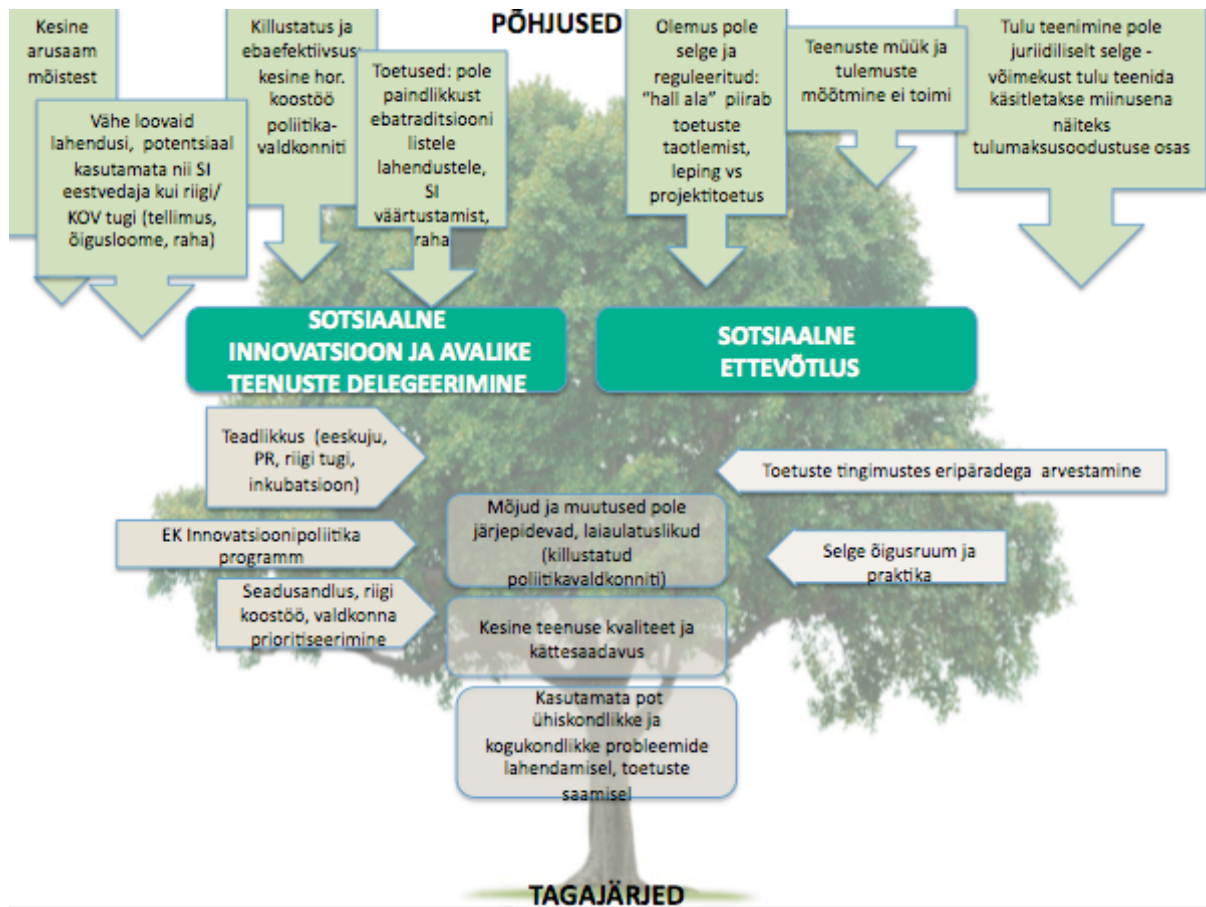 PÕHJUSED
Kesine
arusaam
mõistest
Vähe loovaid
lahendusi, potentsiaal
kasutamata nii SI
eestvedaja kui riigi/
KOV tugi (tellimus,
õigusloome, raha)
Killustatus ja
ebaefektiivsus:
kesine hor.
koostöö
poliitika-
valdkonniti
Toetused: pole
paindlikkust
ebatraditsiooni
listele
lahendustele,
SI
väärtustamist,
raha
Olemus pole
selge ja
reguleeritud:
“hall ala” piirab
toetuste
taotlemist,
leping vs
projektitoetus
Teenuste müük ja
tulemuste
mõõtmine ei toimi
Tulu teenimine pole
juriidiliselt selge -
võimekust tulu teenida
käsitletakse miinusena
näiteks
tulumaksusoodustuse osas
SOTSIAALNE
INNOVATSIOON JA AVALIKE
TEENUSTE DELEGEERIMINE
SOTSIAALNE
ETTEVÕTLUS
Teadlikkus (eeskuju,
PR, riigi tugi,
inkubatsioon)
EK Innovatsioonipoliitika
programm
Seadusandlus, riigi
koostöö, valdkonna
prioritiseerimine
Mõjud ja muutused pole
järjepidevad, laiaulatuslikud
(killustatud
poliitikavaldkonniti)
Kesine teenuse kvaliteet ja
kättesaadavus
Kasutamata pot
ühiskondlikke ja
kogukondlikke probleemide
lahendamisel, toetuste
saamisel
Toetuste tingimustes eripäradega arvestamine
Selge õigusruum ja
praktika
TAGAJÄRJED